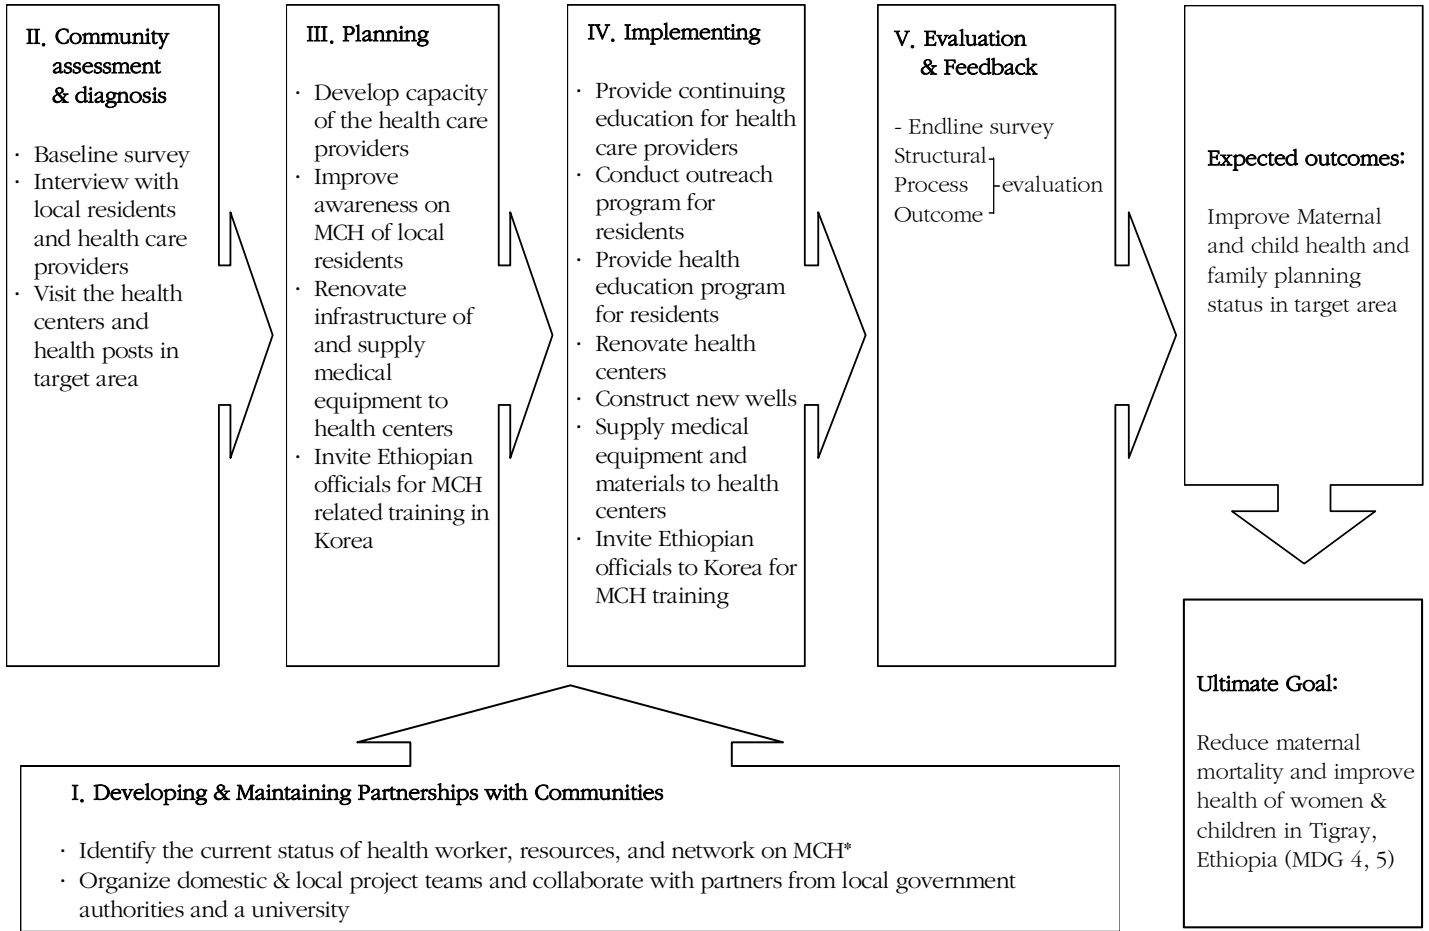 II. Community
assessment
& diagnosis
· Baseline survey
· Interview with
local residents
and health care
providers
· Visit the health
centers and
health posts in
target area
III. Planning
· Develop capacity
of the health care
providers
· Improve
awareness on
MCH of local
residents
· Renovate
infrastructure of
and supply
medical
equipment to
health centers
· Invite Ethiopian
officials for MCH
related training in
Korea
IV. Implementing
· Provide continuing
education for health
care providers
· Conduct outreach
program for
residents
· Provide health
education program
for residents
· Renovate health
centers
· Construct new wells
· Supply medical
equipment and
materials to health
centers
· Invite Ethiopian
officials to Korea for
MCH training
V. Evaluation
& Feedback
- Endline survey
Structural
Process
Outcome
evaluation
Expected outcomes:
Improve Maternal
and child health and
family planning
status in target area
Ultimate Goal:
Reduce maternal
mortality and improve
health of women &
children in Tigray,
Ethiopia (MDG 4, 5)
I. Developing & Maintaining Partnerships with Communities
· Identify the current status of health worker, resources, and network on MCH*
· Organize domestic & local project teams and collaborate with partners from local government
authorities and a university